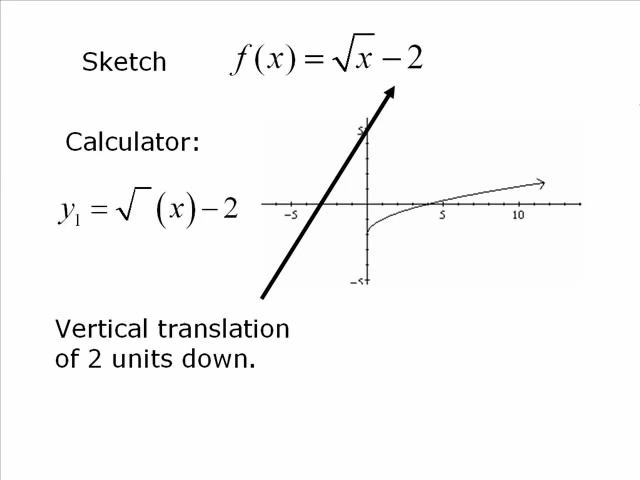 Sketch f(x) = √x − 2
Calculator:
y₁ = √ (x) − 2
5
−5 5 10
−5
Vertical translation
of 2 units down.